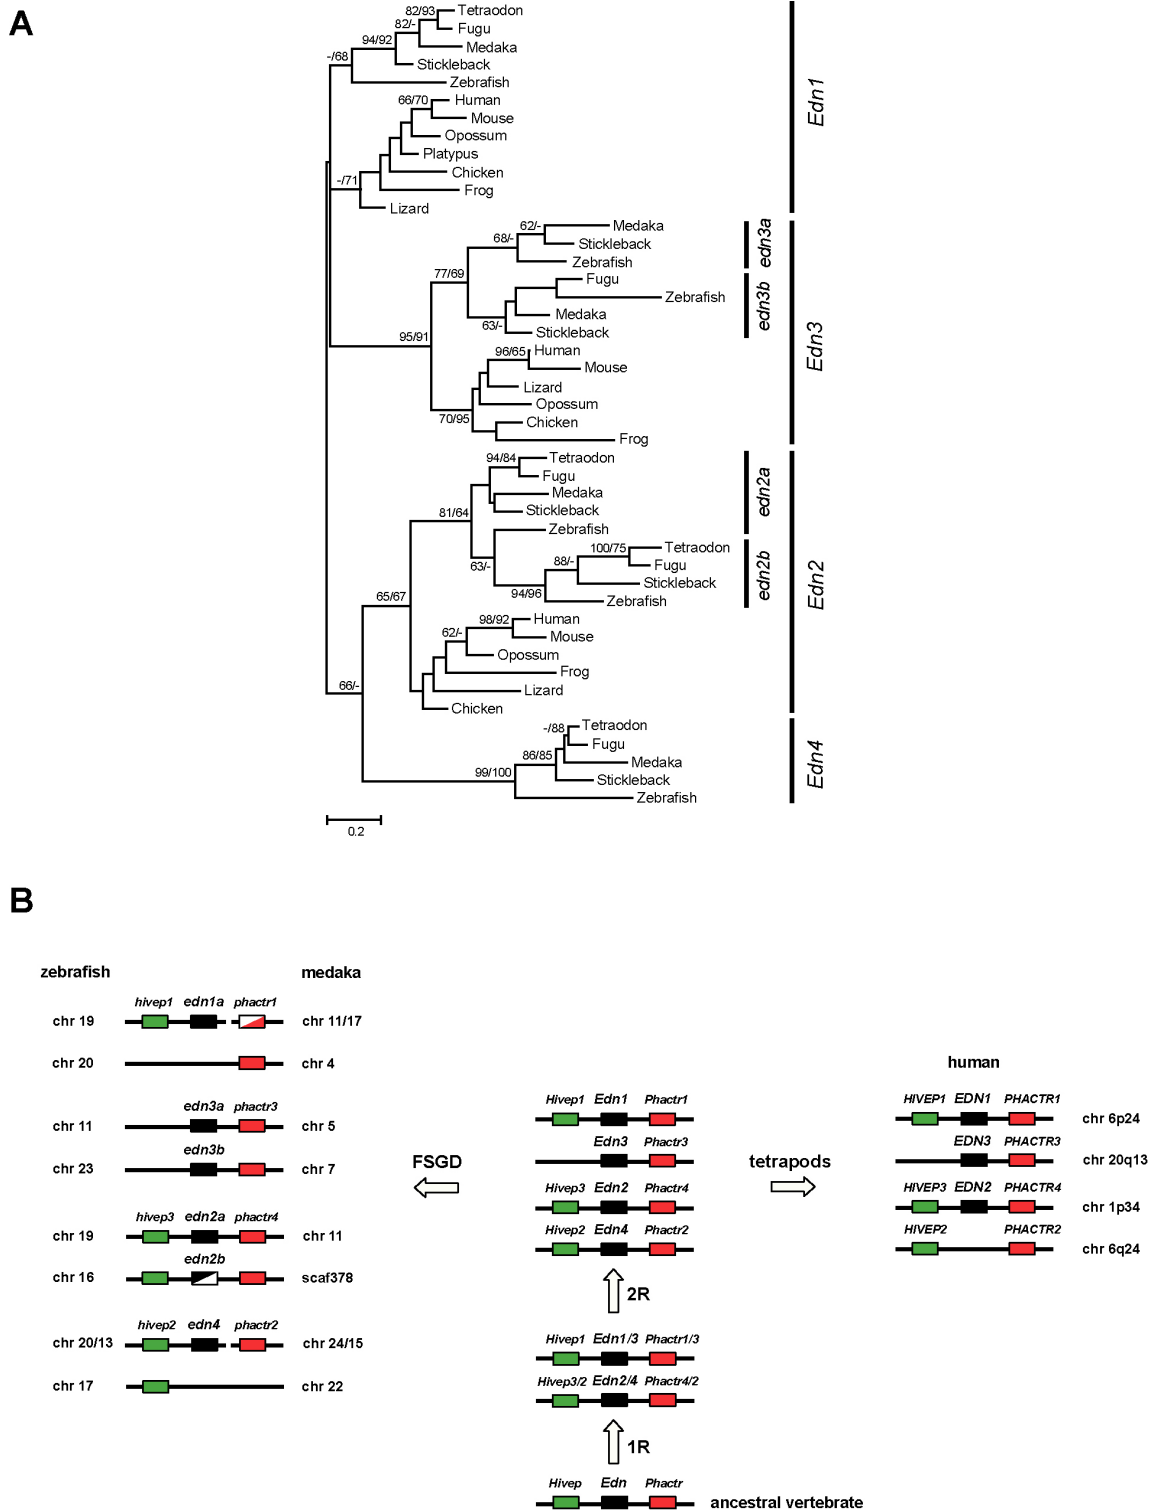 A
82/93
Tetraodon
82/-
Fugu
94/92
Medaka
-/68
Stickleback
Zebrafish
66/70
Human
Mouse
Opossum
Platypus
Chicken
-/71
Frog
Lizard
Edn1
62/-
Medaka
68/-
Stickleback
Zebrafish
edn3a
77/69
Fugu
Zebrafish
Medaka
63/-
Stickleback
edn3b
95/91
96/65
Human
Mouse
Lizard
Opossum
70/95
Chicken
Frog
Edn3
94/84
Tetraodon
Fugu
Medaka
Stickleback
81/64
Zebrafish
edn2a
63/-
100/75
Tetraodon
88/-
Fugu
Stickleback
94/96
Zebrafish
edn2b
65/67
98/92
Human
62/-
Mouse
Opossum
Frog
Lizard
Chicken
Edn2
66/-
-/88
Tetraodon
Fugu
86/85
Medaka
99/100
Stickleback
Zebrafish
Edn4
0.2
B
zebrafish medaka
hivep1 edn1a phactr1
chr 19 chr 11/17
chr 20 chr 4
edn3a phactr3
chr 11 chr 5
edn3b
chr 23 chr 7
hivep3 edn2a phactr4
chr 19 chr 11
edn2b
chr 16 scaf378
hivep2 edn4 phactr2
chr 20/13 chr 24/15
chr 17 chr 22
FSGD
Hivep1 Edn1 Phactr1
Edn3 Phactr3
Hivep3 Edn2 Phactr4
Hivep2 Edn4 Phactr2
2R
Hivep1 Edn1/3 Phactr1/3
Hivep3/2 Edn2/4 Phactr4/2
1R
Hivep Edn Phactr
ancestral vertebrate
tetrapods
human
HIVEP1 EDN1 PHACTR1
chr 6p24
EDN3 PHACTR3
chr 20q13
HIVEP3 EDN2 PHACTR4
chr 1p34
HIVEP2 PHACTR2
chr 6q24